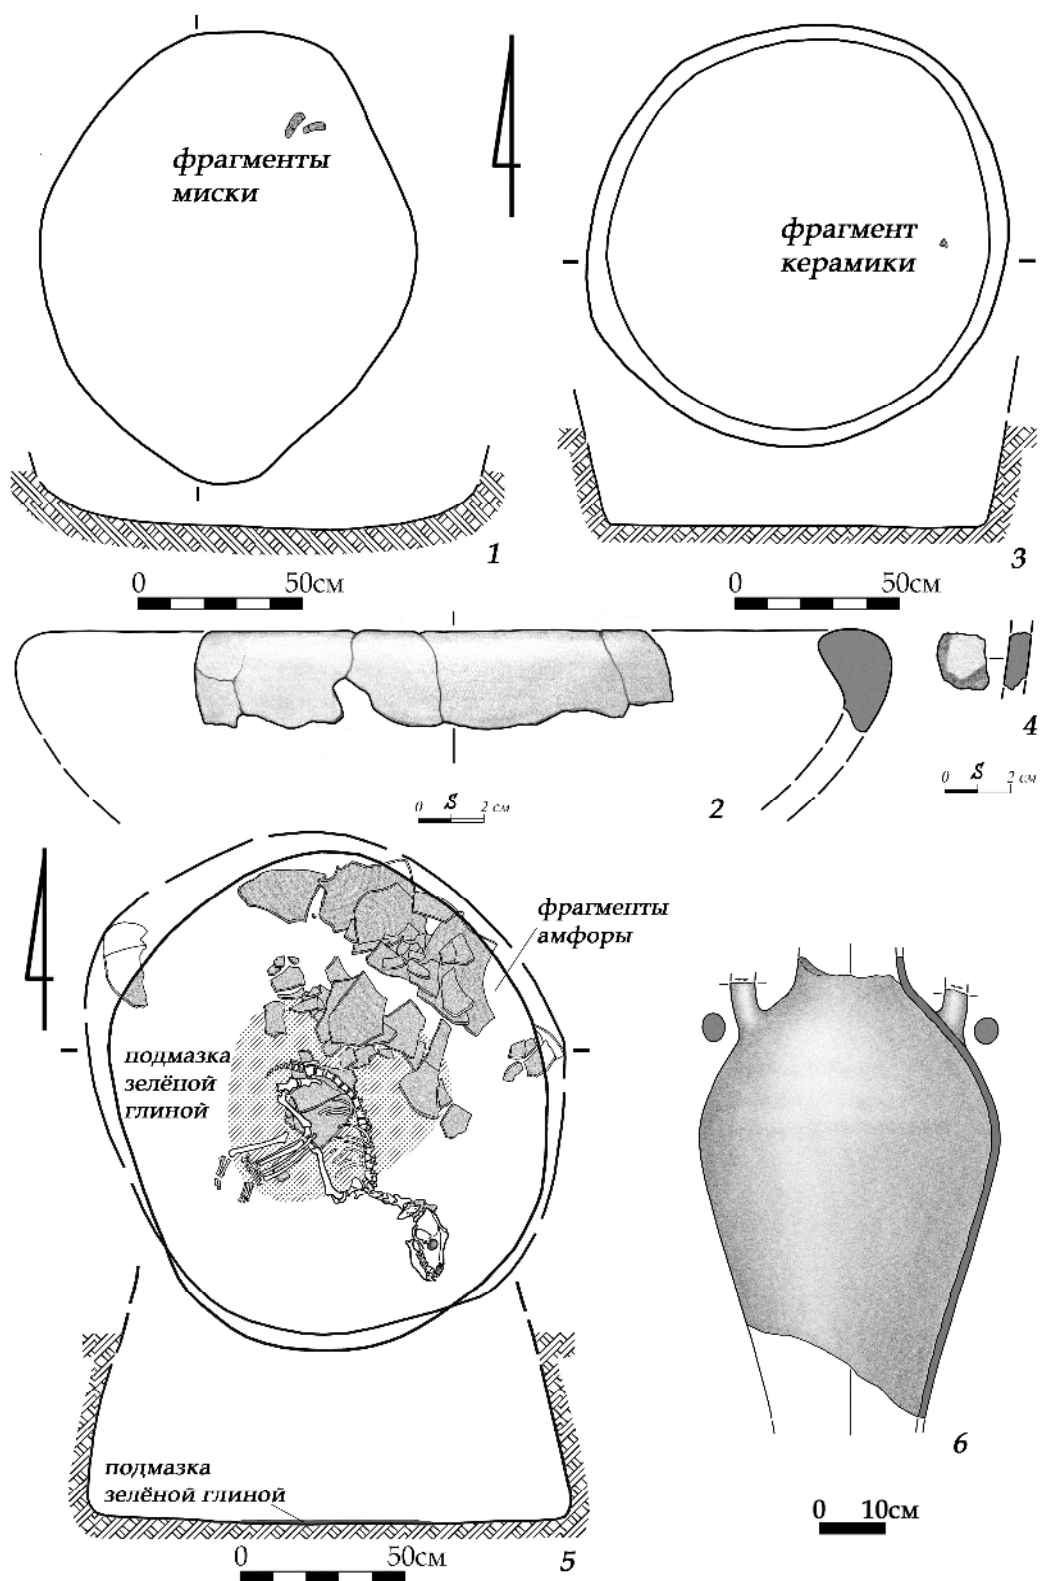 фрагменты
миски
фрагмент
керамики
1
3
0 50см
0 50см
4
0 S 2 см
0 S 2 см
2
фрагменты
амфоры
подмазка
зелёной
глиной
подмазка
зелёной глиной
6
0 10см
0 50см
5